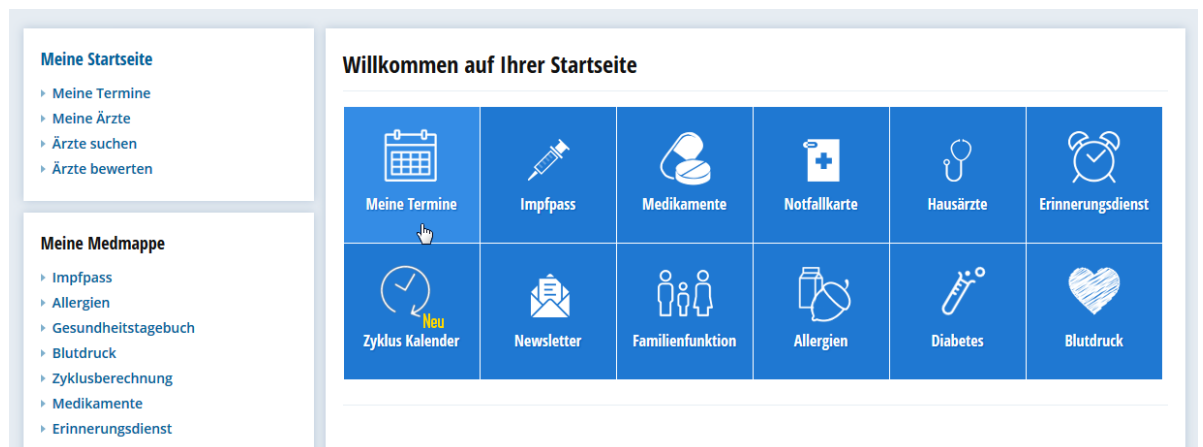 Meine Startseite
Meine Termine
Meine Ärzte
Ärzte suchen
Ärzte bewerten
Meine Medmappe
Impfpass
Allergien
Gesundheitstagebuch
Blutdruck
Zyklusberechnung
Medikamente
Erinnerungsdienst
Willkommen auf Ihrer Startseite
Meine Termine
Impfpass
Medikamente
Notfallkarte
Hausärzte
Erinnerungsdienst
Neu
Zyklus Kalender
Newsletter
Familienfunktion
Allergien
Diabetes
Blutdruck